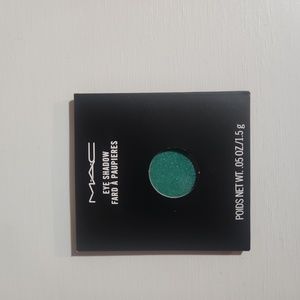 MAC
EYE SHADOW
FARD À PAUPIÈRES
POIDS NET WT. .05 OZ/1.5 g